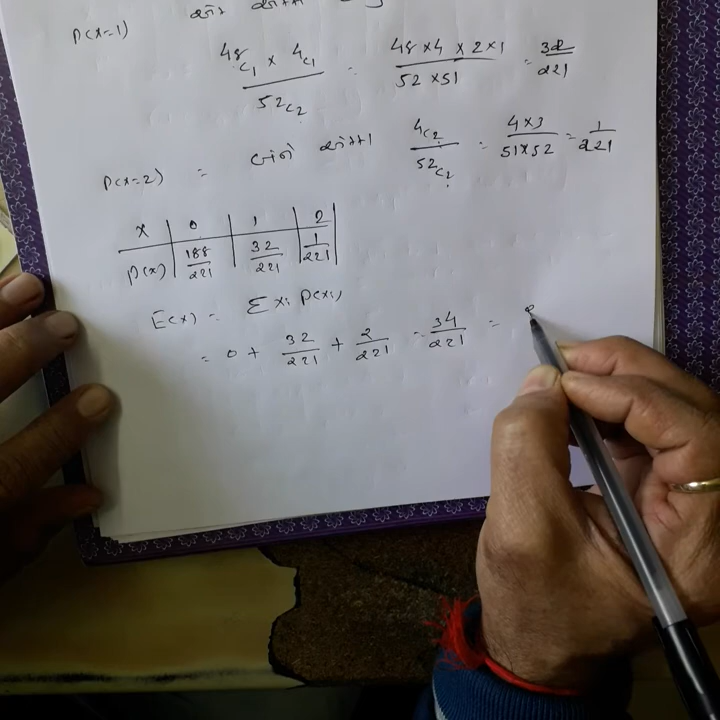 P(x=1)
48C1 × 4C1 / 52C2 = 48×4×2×1 / 52×51 = 32/221
P(x=2) = 4C2 / 52C2 = 4×3 / 51×52 = 1/221
x | 0 | 1 | 2
P(x) | 188/221 | 32/221 | 1/221
E(x) = Σ xi P(xi)
= 0 + 32/221 + 2/221 = 34/221 =